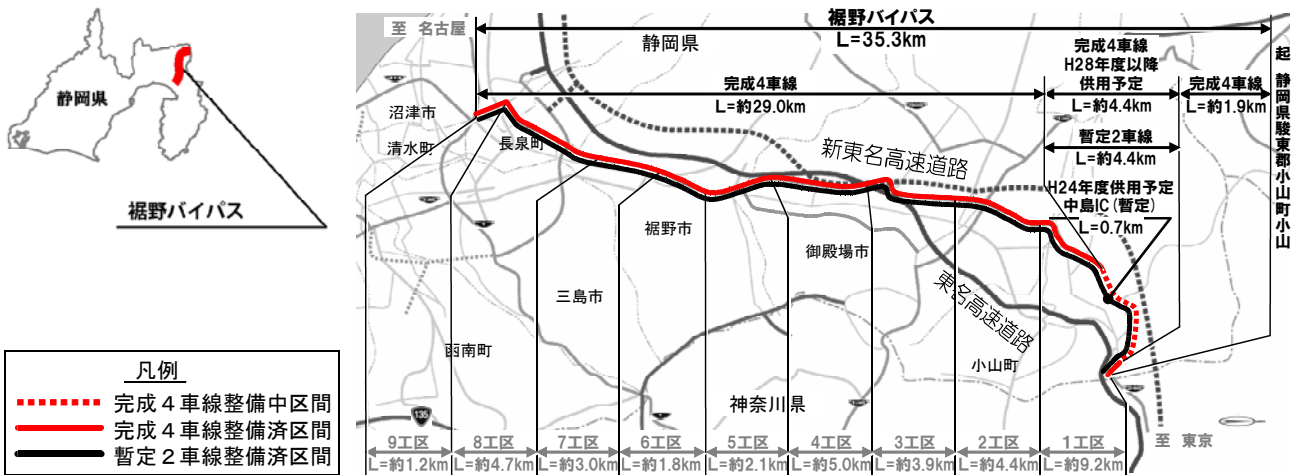 静岡県
裾野バイパス
凡例
完成4車線整備中区間
完成4車線整備済区間
暫定2車線整備済区間
裾野バイパス
L=35.3km
至 名古屋
静岡県
完成4車線
L=約29.0km
完成4車線
H28年度以降
供用予定
L=約4.4km
完成4車線
L=約1.9km
暫定2車線
L=約4.4km
H24年度供用予定
中島IC(暫定)
L=0.7km
起 静岡県駿東郡小山町小山
沼津市
清水町
長泉町
新東名高速道路
裾野市
御殿場市
三島市
東名高速道路
函南町
小山町
神奈川県
135
至 東京
9工区
8工区
7工区
6工区
5工区
4工区
3工区
2工区
1工区
L=約1.2km
L=約4.7km
L=約3.0km
L=約1.8km
L=約2.1km
L=約5.0km
L=約3.9km
L=約4.4km
L=約9.2km